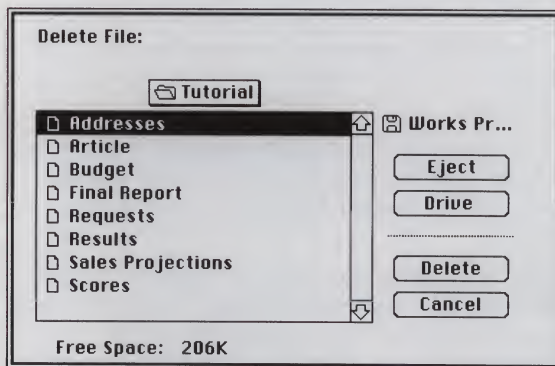 Delete File:
Tutorial
Addresses
Article
Budget
Final Report
Requests
Results
Sales Projections
Scores
Works Pr...
Eject
Drive
Delete
Cancel
Free Space: 206K